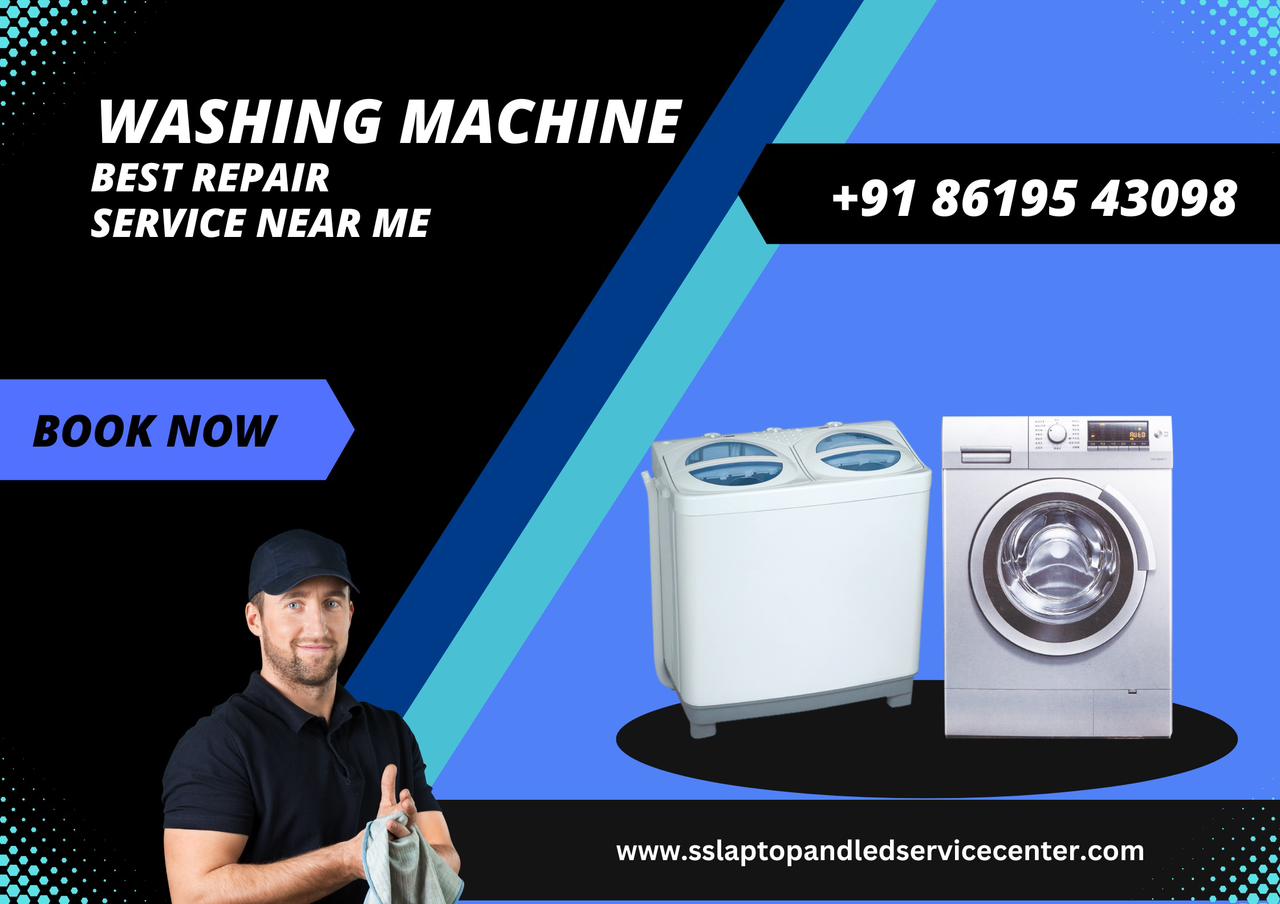 WASHING MACHINE
BEST REPAIR
SERVICE NEAR ME
+91 86195 43098
BOOK NOW
www.sslaptopandledservicecenter.com